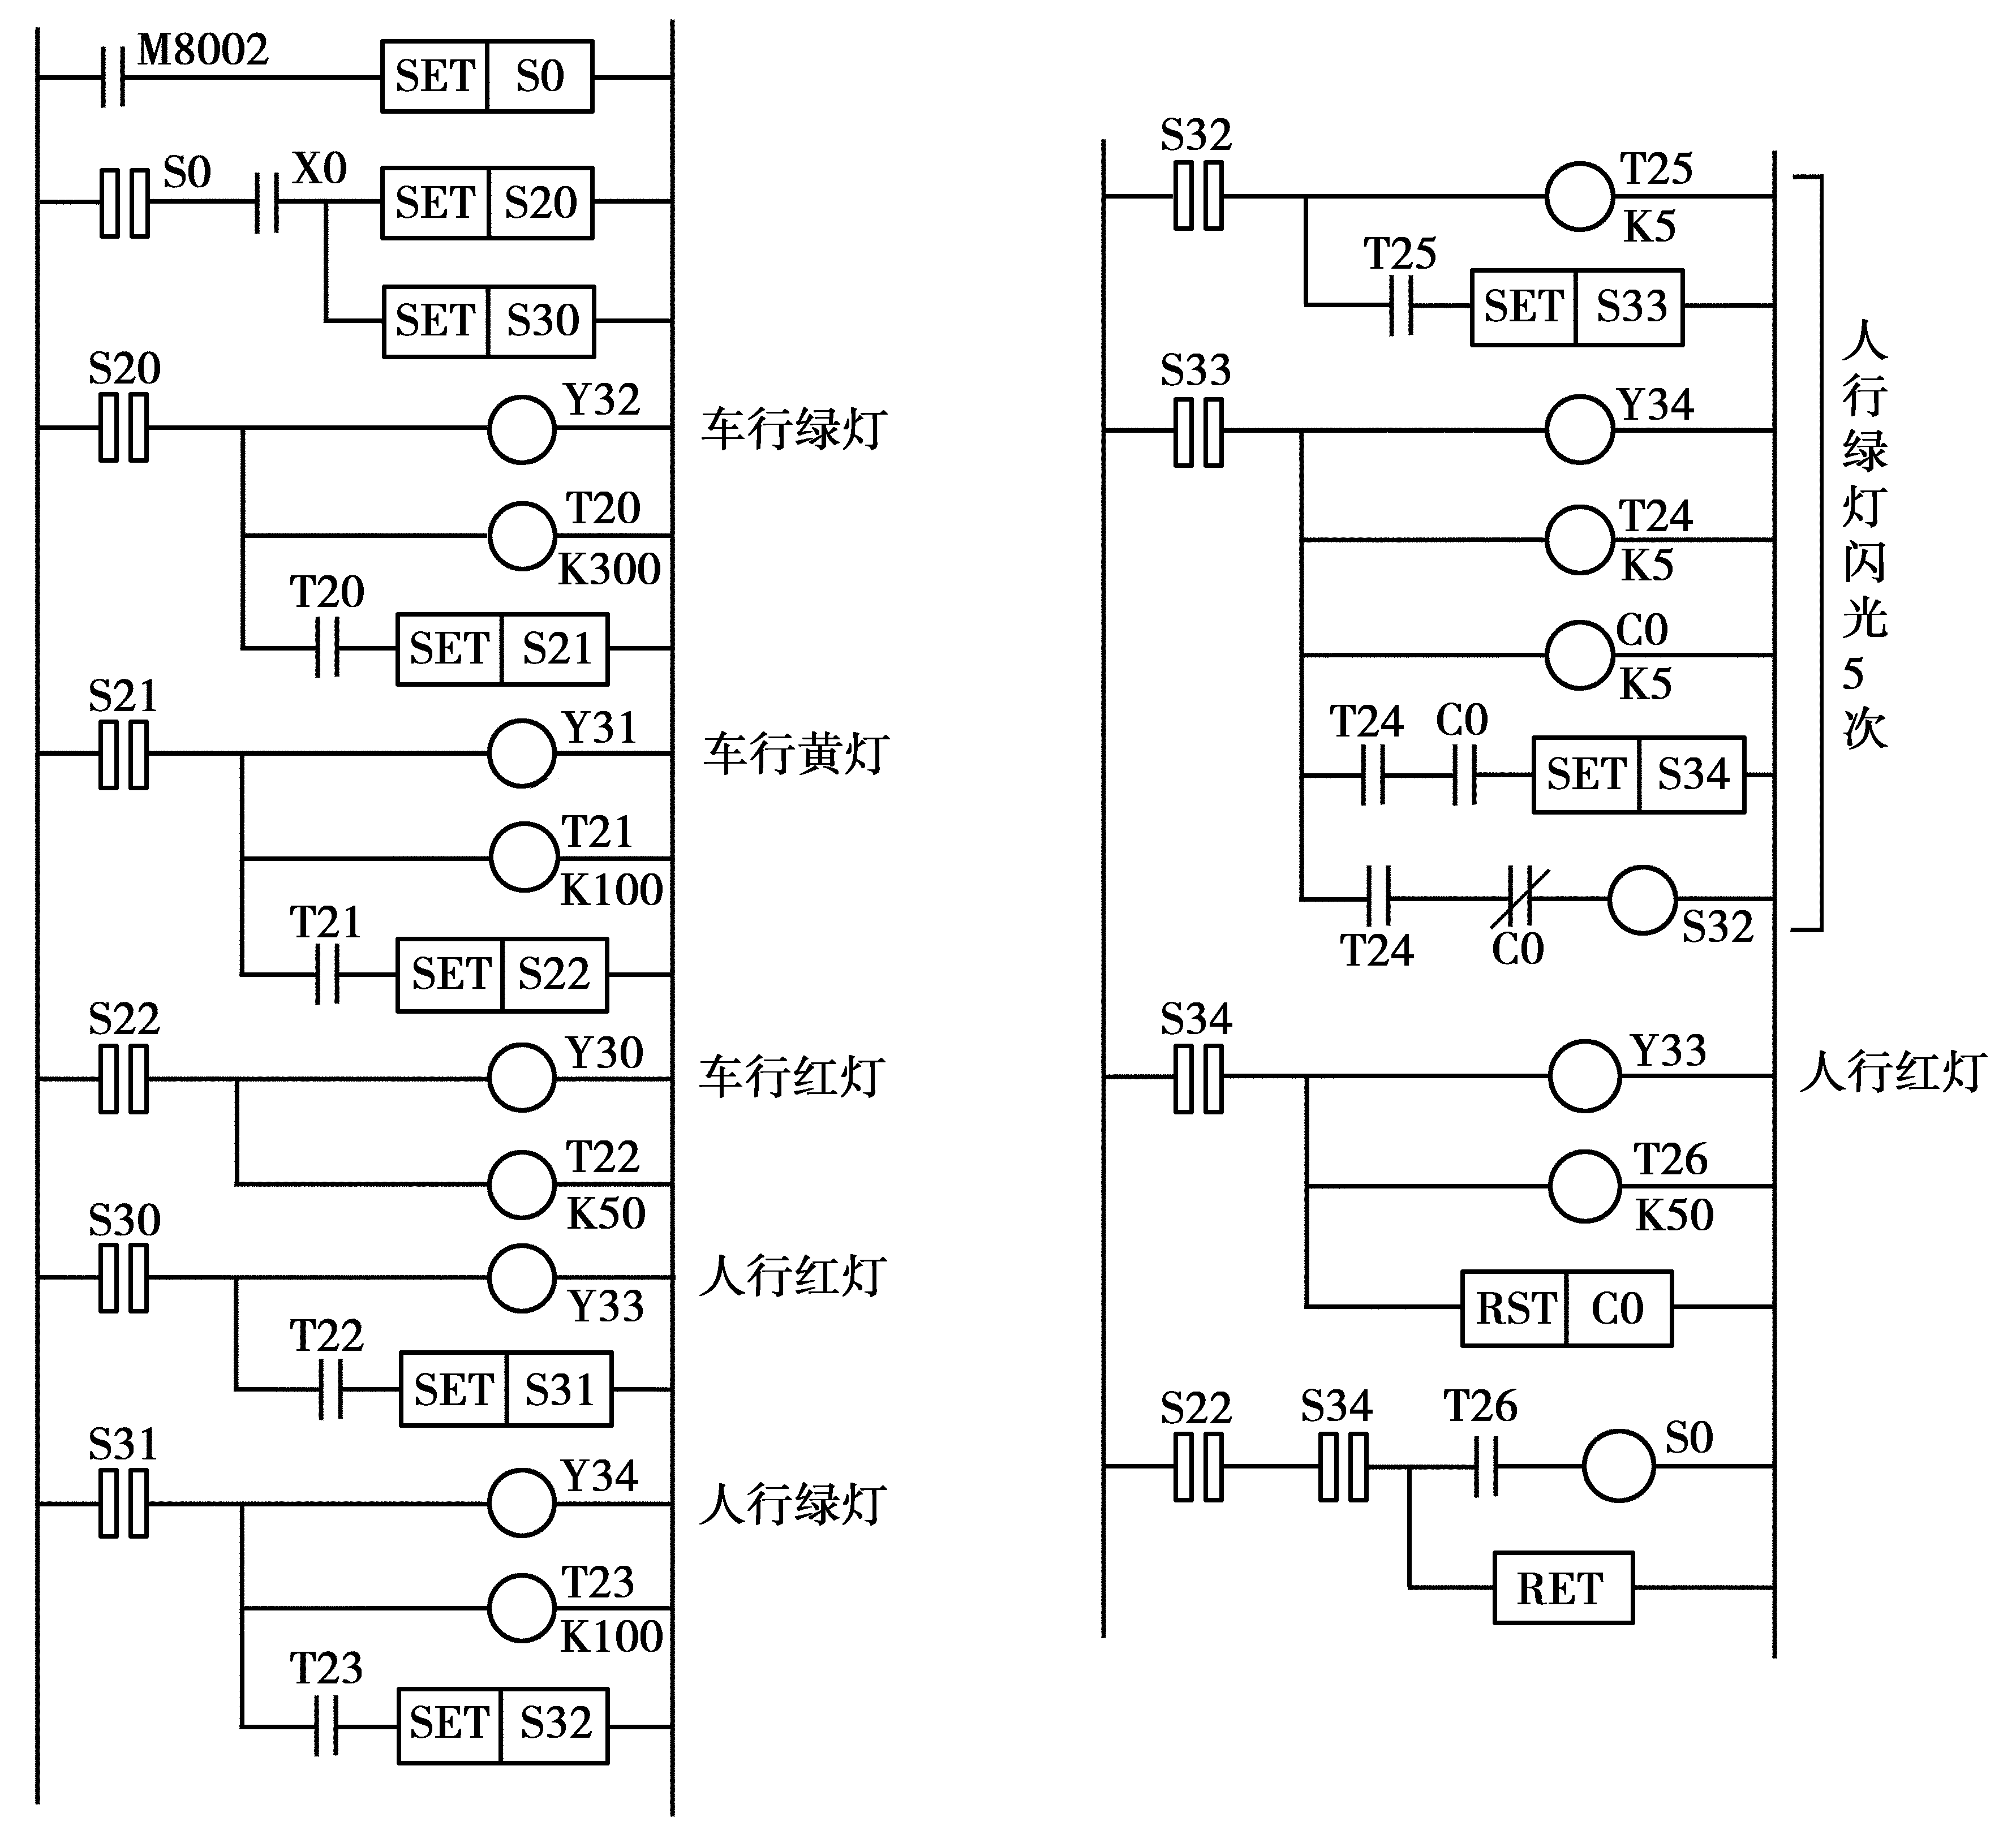 M8002
SET S0
S0 X0
SET S20
SET S30
S20
Y32
车行绿灯
T20
K300
T20
SET S21
S21
Y31
车行黄灯
T21
K100
T21
SET S22
S22
Y30
车行红灯
T22
K50
S30
Y33
人行红灯
T22
SET S31
S31
Y34
人行绿灯
T23
K100
T23
SET S32
S32
T25
K5
T25
SET S33
S33
Y34
T24
K5
C0
K5
T24 C0
SET S34
T24
C0
S32
人行绿灯闪光5次
S34
Y33
人行红灯
T26
K50
RST C0
S22 S34 T26 S0
RET